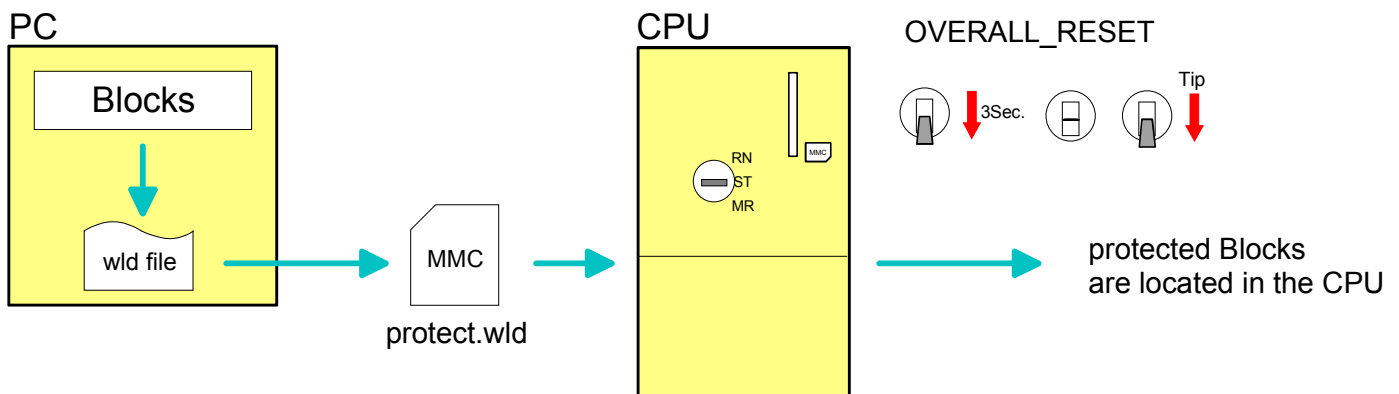 PC
Blocks
wld file
MMC
protect.wld
CPU
MMC
RN
ST
MR
OVERALL_RESET
3Sec.
Tip
protected Blocks
are located in the CPU